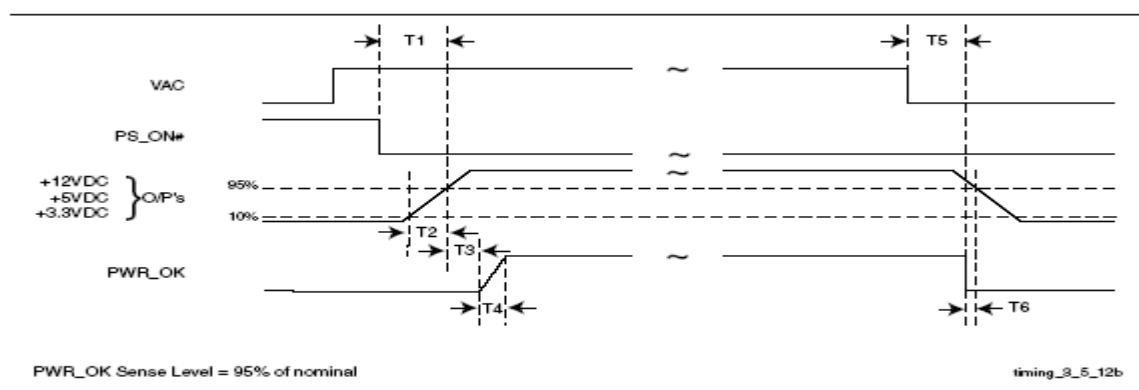 T1
T5
VAC
~
PS_ON#
~
+12VDC
+5VDC
+3.3VDC
} O/P's
95%
10%
~
T2
T3
PWR_OK
~
T4
T6
PWR_OK Sense Level = 95% of nominal
timing_3_5_12b